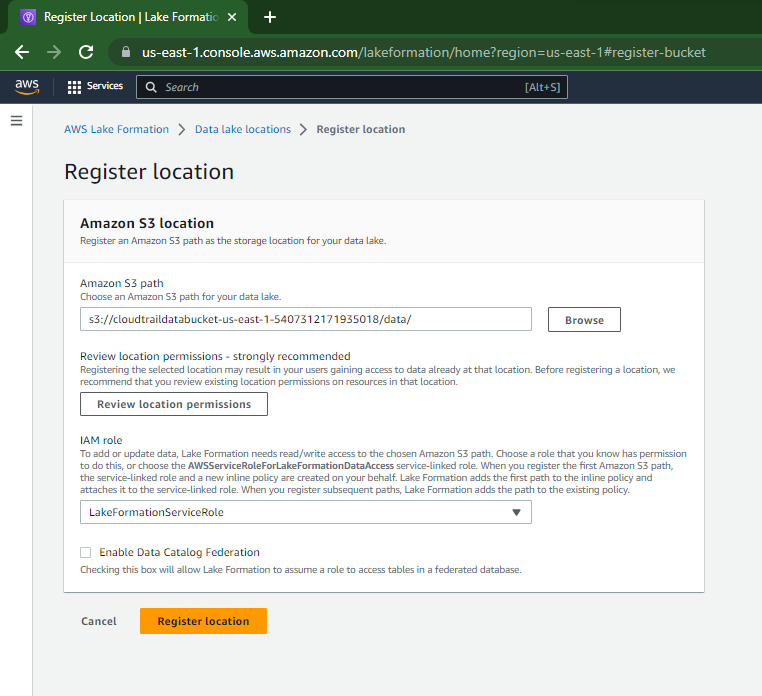 Register Location | Lake Formatio
us-east-1.console.aws.amazon.com/lakeformation/home?region=us-east-1#register-bucket
aws
Services
Search
[Alt+S]
AWS Lake Formation
Data lake locations
Register location
Register location
Amazon S3 location
Register an Amazon S3 path as the storage location for your data lake.
Amazon S3 path
Choose an Amazon S3 path for your data lake.
s3://cloudtraildatabucket-us-east-1-5407312171935018/data/
Browse
Review location permissions - strongly recommended
Registering the selected location may result in your users gaining access to data already at that location. Before registering a location, we
recommend that you review existing location permissions on resources in that location.
Review location permissions
IAM role
To add or update data, Lake Formation needs read/write access to the chosen Amazon S3 path. Choose a role that you know has permission
to do this, or choose the AWSServiceRoleForLakeFormationDataAccess service-linked role. When you register the first Amazon S3 path,
the service-linked role and a new inline policy are created on your behalf. Lake Formation adds the first path to the inline policy and
attaches it to the service-linked role. When you register subsequent paths, Lake Formation adds the path to the existing policy.
LakeFormationServiceRole
Enable Data Catalog Federation
Checking this box will allow Lake Formation to assume a role to access tables in a federated database.
Cancel
Register location